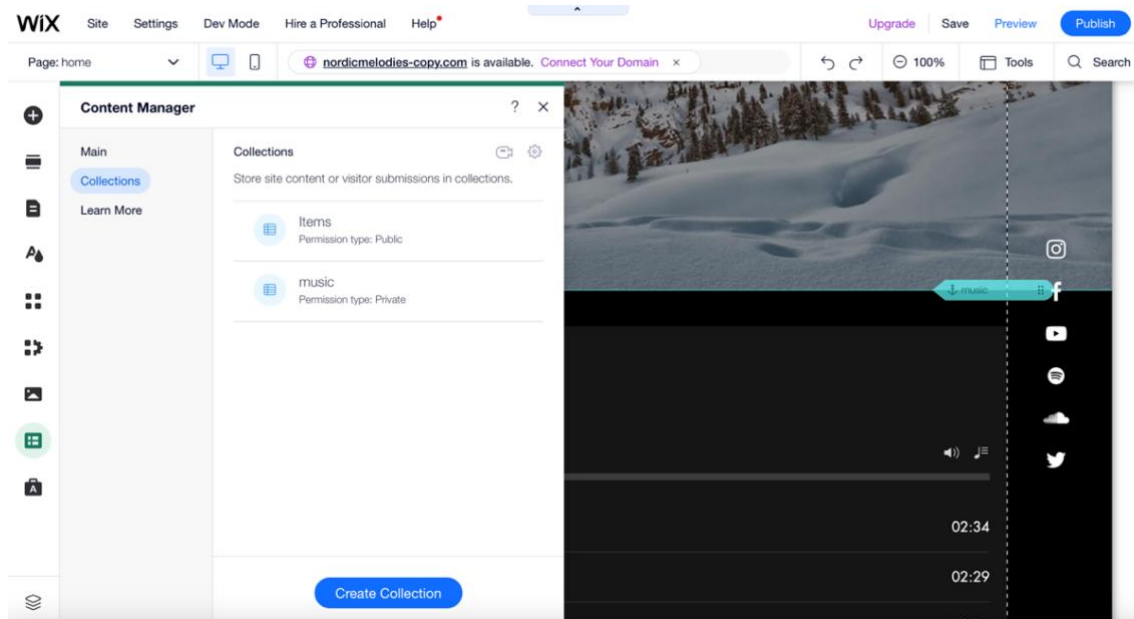 WiX Site Settings Dev Mode Hire a Professional Help Upgrade Save Preview Publish
Page: home nordicmelodies-copy.com is available. Connect Your Domain × 100% Tools Search
Content Manager ? ×
Main
Collections
Learn More
Collections
Store site content or visitor submissions in collections.
Items
Permission type: Public
music
Permission type: Private
Create Collection
music
02:34
02:29